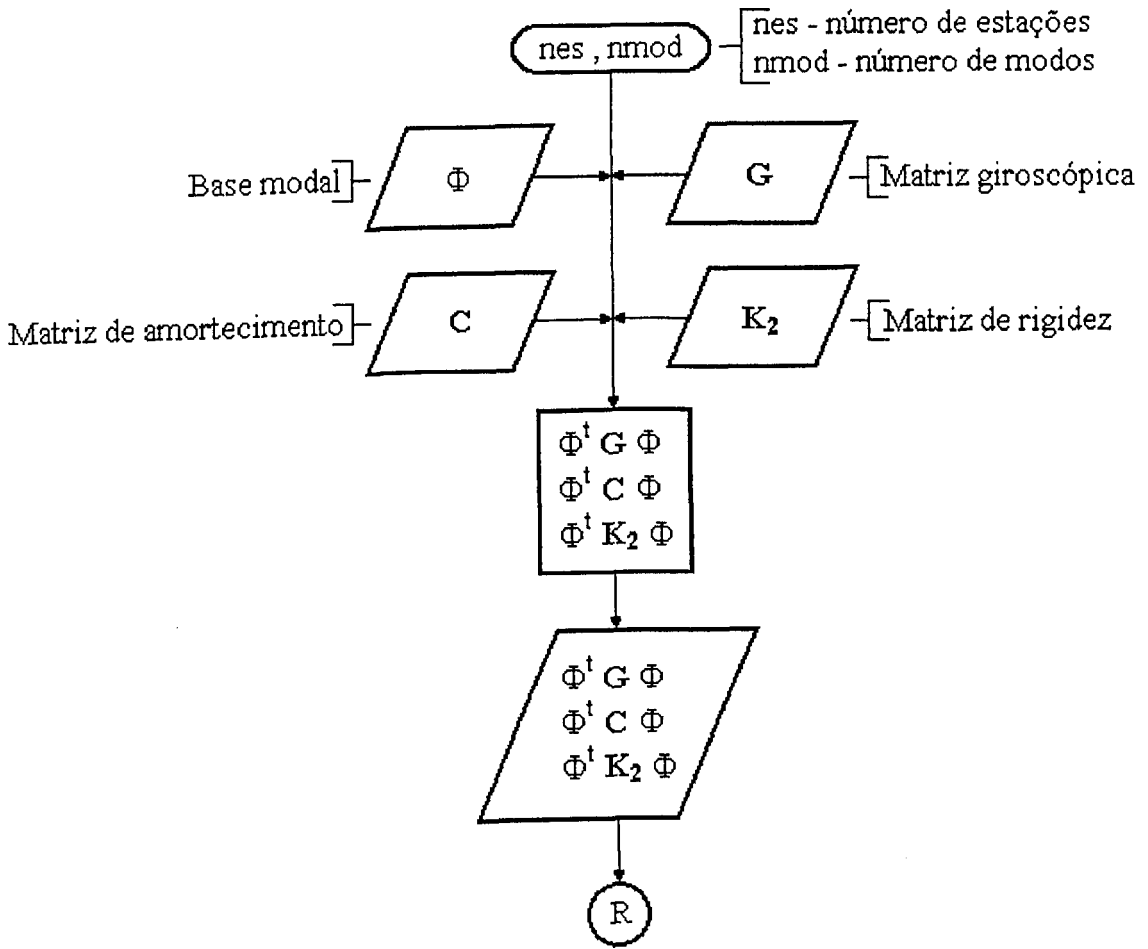 nes , nmod
nes - número de estações
nmod - número de modos
Base modal
Φ
G
Matriz giroscópica
Matriz de amortecimento
C
K₂
Matriz de rigidez
Φᵗ G Φ
Φᵗ C Φ
Φᵗ K₂ Φ
Φᵗ G Φ
Φᵗ C Φ
Φᵗ K₂ Φ
R